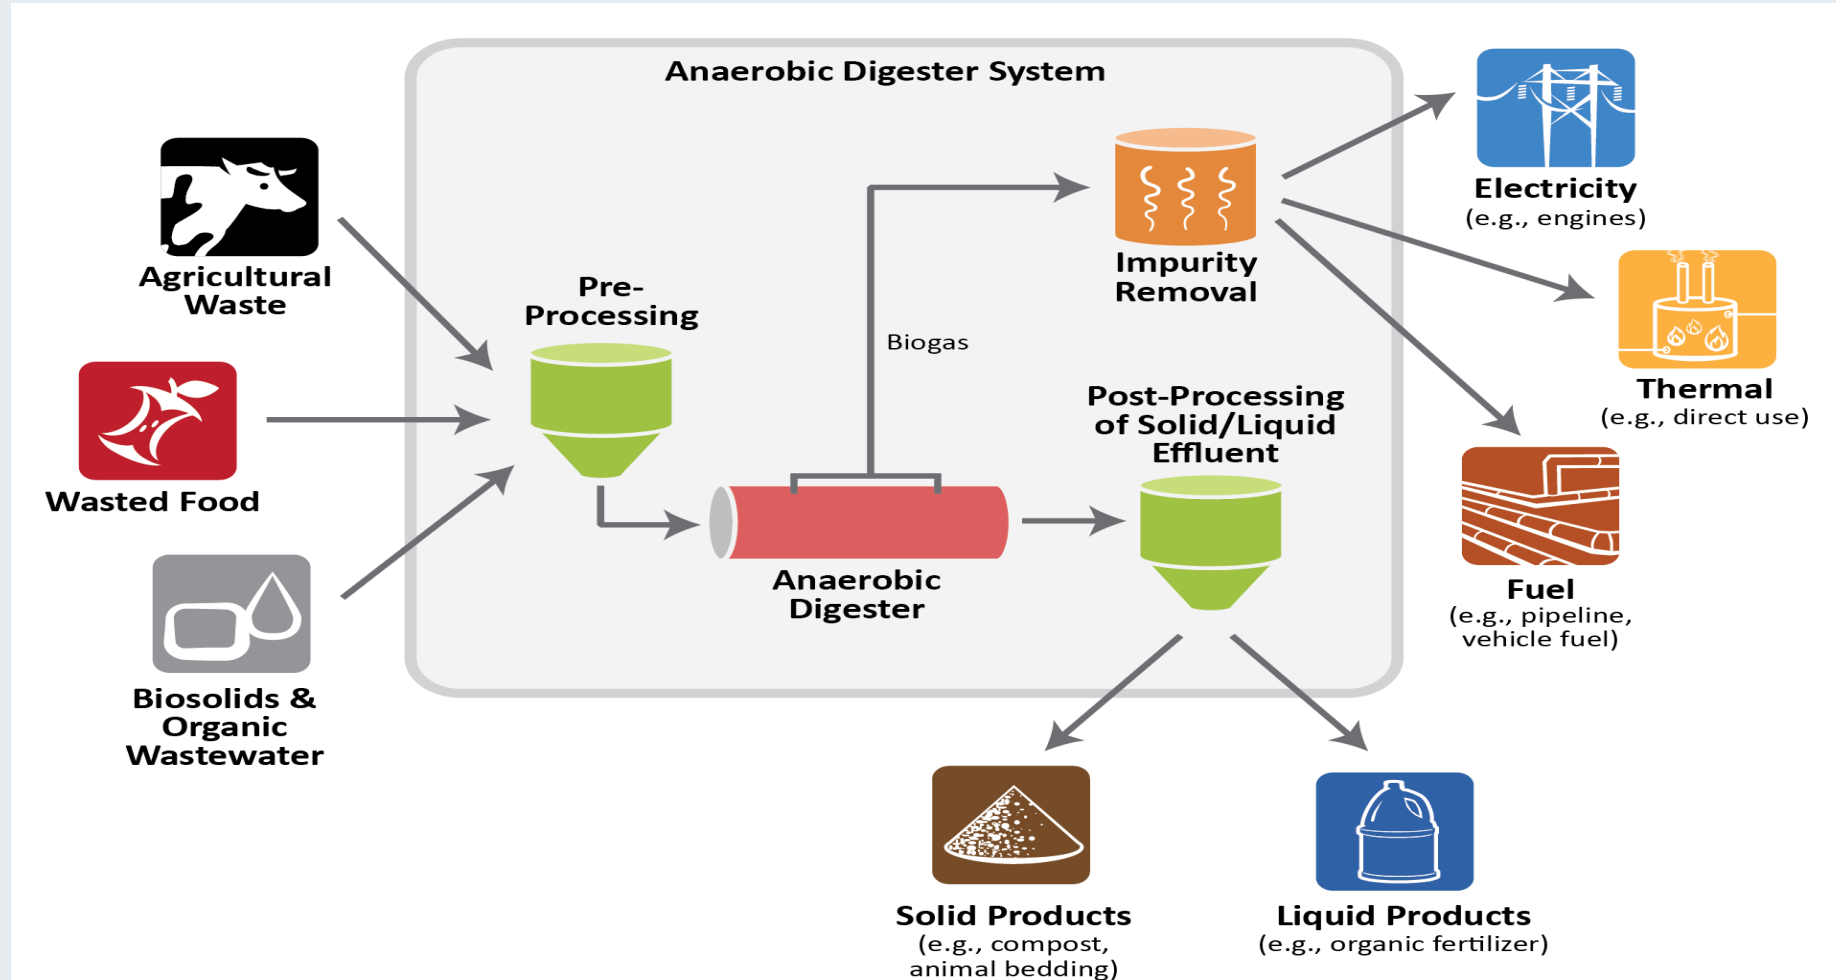 Anaerobic Digester System
Agricultural
Waste
Wasted Food
Biosolids &
Organic
Wastewater
Pre-
Processing
Biogas
Anaerobic
Digester
Impurity
Removal
Post-Processing
of Solid/Liquid
Effluent
Electricity
(e.g., engines)
Thermal
(e.g., direct use)
Fuel
(e.g., pipeline,
vehicle fuel)
Solid Products
(e.g., compost,
animal bedding)
Liquid Products
(e.g., organic fertilizer)